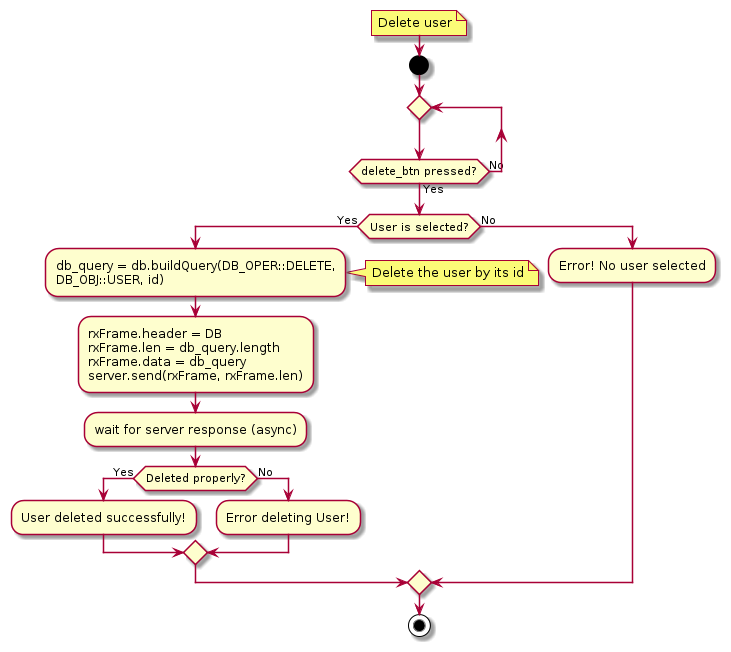 Delete user
delete_btn pressed?
No
Yes
Yes
User is selected?
No
db_query = db.buildQuery(DB_OPER::DELETE,
DB_OBJ::USER, id)
Delete the user by its id
Error! No user selected
rxFrame.header = DB
rxFrame.len = db_query.length
rxFrame.data = db_query
server.send(rxFrame, rxFrame.len)
wait for server response (async)
Yes
Deleted properly?
No
User deleted successfully!
Error deleting User!